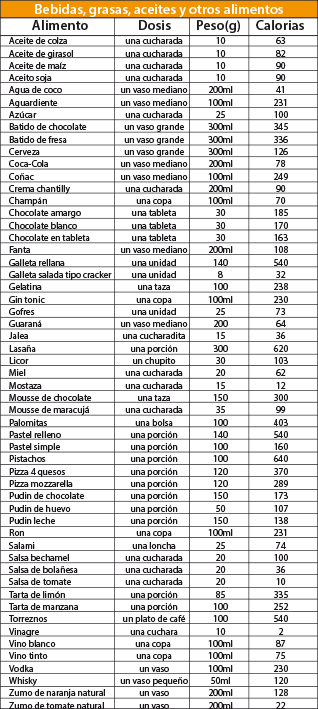 Bebidas, grasas, aceites y otros alimentos
Alimento Dosis Peso(g) Calorias
Aceite de colza una cucharada 10 63
Aceite de girasol una cucharada 10 82
Aceite de maíz una cucharada 10 90
Aceito soja una cucharada 10 90
Agua de coco un vaso mediano 200ml 41
Aguardiente un vaso mediano 100ml 231
Azúcar una cucharada 25 100
Batido de chocolate un vaso grande 300ml 345
Batido de fresa un vaso grande 300ml 336
Cerveza un vaso grande 300ml 126
Coca-Cola un vaso mediano 200ml 78
Coñac un vaso mediano 100ml 249
Crema chantilly una cucharada 200ml 90
Champán una copa 100ml 70
Chocolate amargo una tableta 30 185
Chocolate blanco una tableta 30 170
Chocolate en tableta una tableta 30 163
Fanta un vaso mediano 200ml 108
Galleta rellana una unidad 140 540
Galleta salada tipo cracker una unidad 8 32
Gelatina una taza 100 238
Gin tonic una copa 100ml 230
Gofres una unidad 25 73
Guaraná un vaso mediano 200 64
Jalea una cucharadita 15 36
Lasaña una porción 300 620
Licor un chupito 30 103
Miel una cucharada 20 62
Mostaza una cucharada 15 12
Mousse de chocolate una taza 150 300
Mousse de maracujá una cucharada 35 99
Palomitas una bolsa 100 403
Pastel relleno una porción 140 540
Pastel simple una porción 100 160
Pistachos una porción 100 640
Pizza 4 quesos una porción 120 370
Pizza mozzarella una porción 120 289
Pudin de chocolate una porción 150 173
Pudin de huevo una porción 50 107
Pudin leche una porción 150 138
Ron una copa 100ml 231
Salami una loncha 25 74
Salsa bechamel una cucharada 20 100
Salsa de bolañesa una cucharada 20 36
Salsa de tomate una cucharada 20 10
Tarta de limón una porción 85 335
Tarta de manzana una porción 100 252
Torreznos un plato de café 100 540
Vinagre una cuchara 10 2
Vino blanco una copa 100ml 87
Vino tinto una copa 100ml 75
Vodka un vaso 100ml 230
Whisky un vaso pequeño 50ml 120
Zumo de naranja natural un vaso 200ml 128
Zumo de tomate natural un vaso 200ml 22